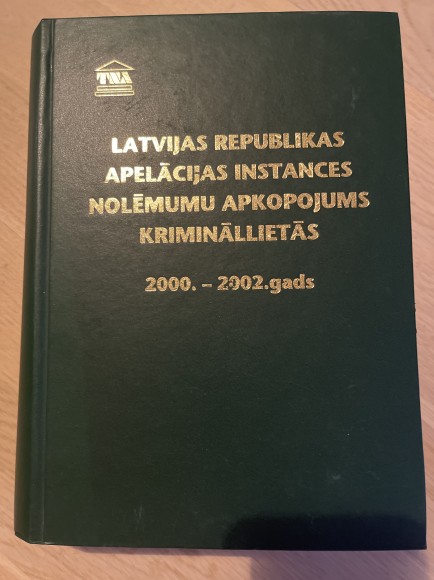 TNA
LATVIJAS REPUBLIKAS
APELĀCIJAS INSTANCES
NOLĒMUMU APKOPOJUMS
KRIMINĀLLIETĀS
2000. – 2002.gads